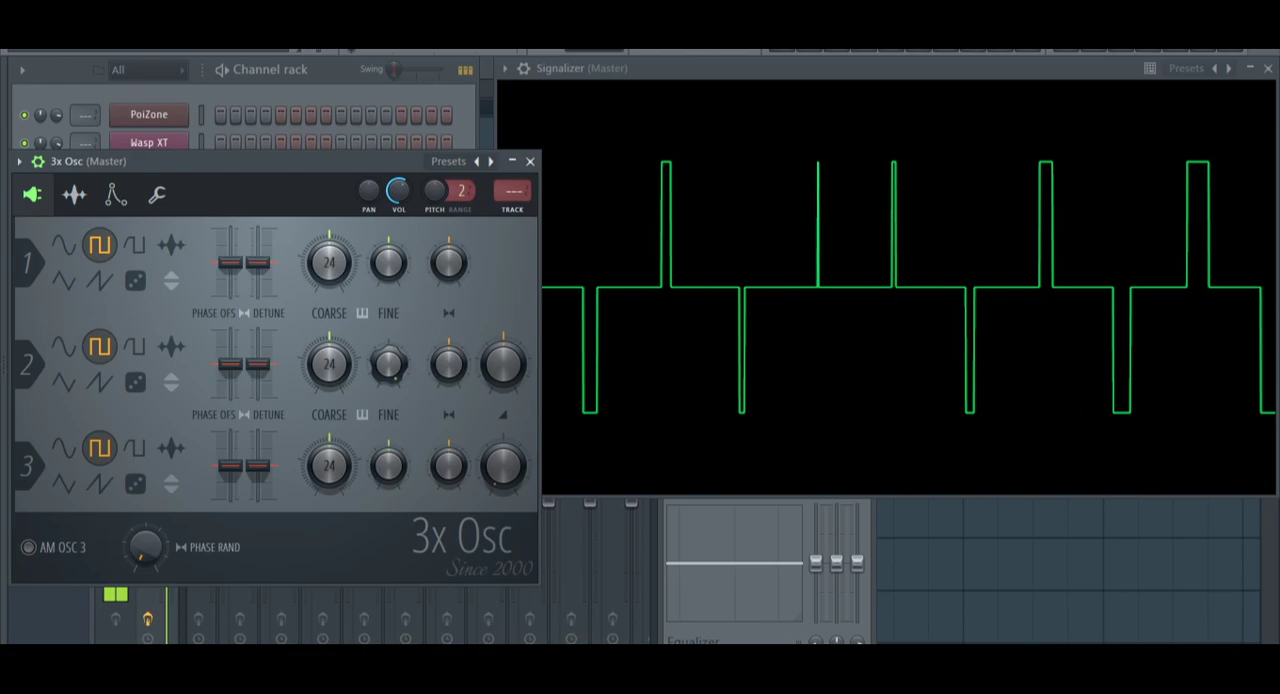 All
Channel rack
Swing
Signalizer (Master)
Presets
PoiZone
Wasp XT
3x Osc (Master)
Presets
2
---
PAN
VOL
PITCH
RANGE
TRACK
1
24
PHASE OFS
DETUNE
COARSE
FINE
2
24
PHASE OFS
DETUNE
COARSE
FINE
3
24
AM OSC 3
PHASE RAND
3x Osc
Since 2000
Equalizer